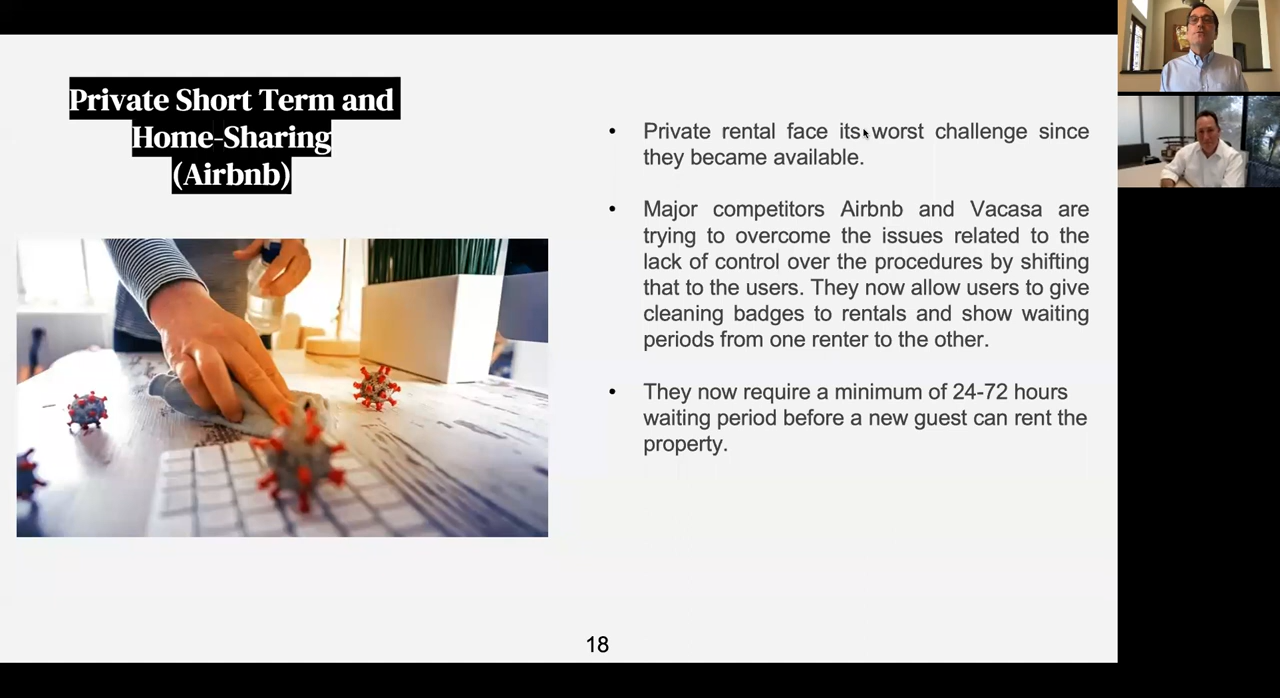 Private Short Term and
Home-Sharing
(Airbnb)
• Private rental face its worst challenge since
they became available.
• Major competitors Airbnb and Vacasa are
trying to overcome the issues related to the
lack of control over the procedures by shifting
that to the users. They now allow users to give
cleaning badges to rentals and show waiting
periods from one renter to the other.
• They now require a minimum of 24-72 hours
waiting period before a new guest can rent the
property.
18